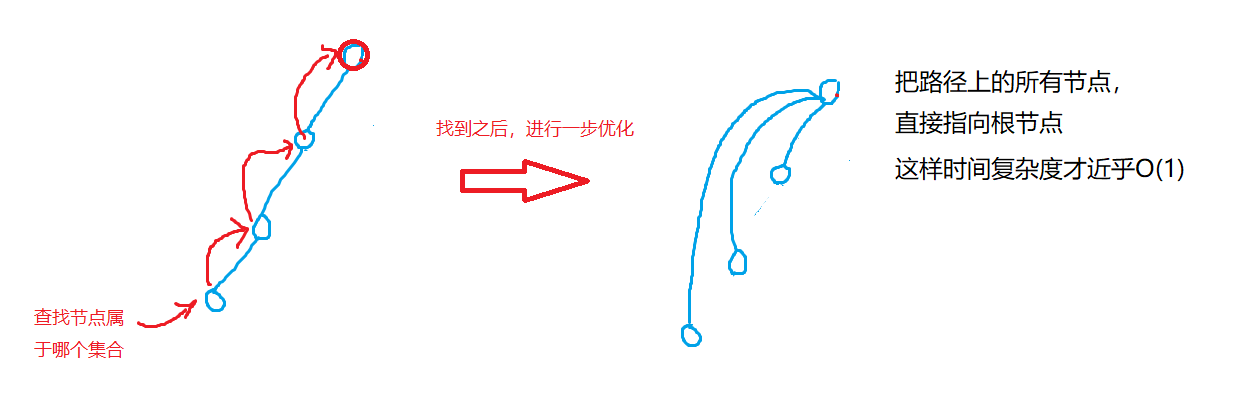 查找节点属
于哪个集合
找到之后，进行一步优化
把路径上的所有节点，
直接指向根节点
这样时间复杂度才近乎O(1)